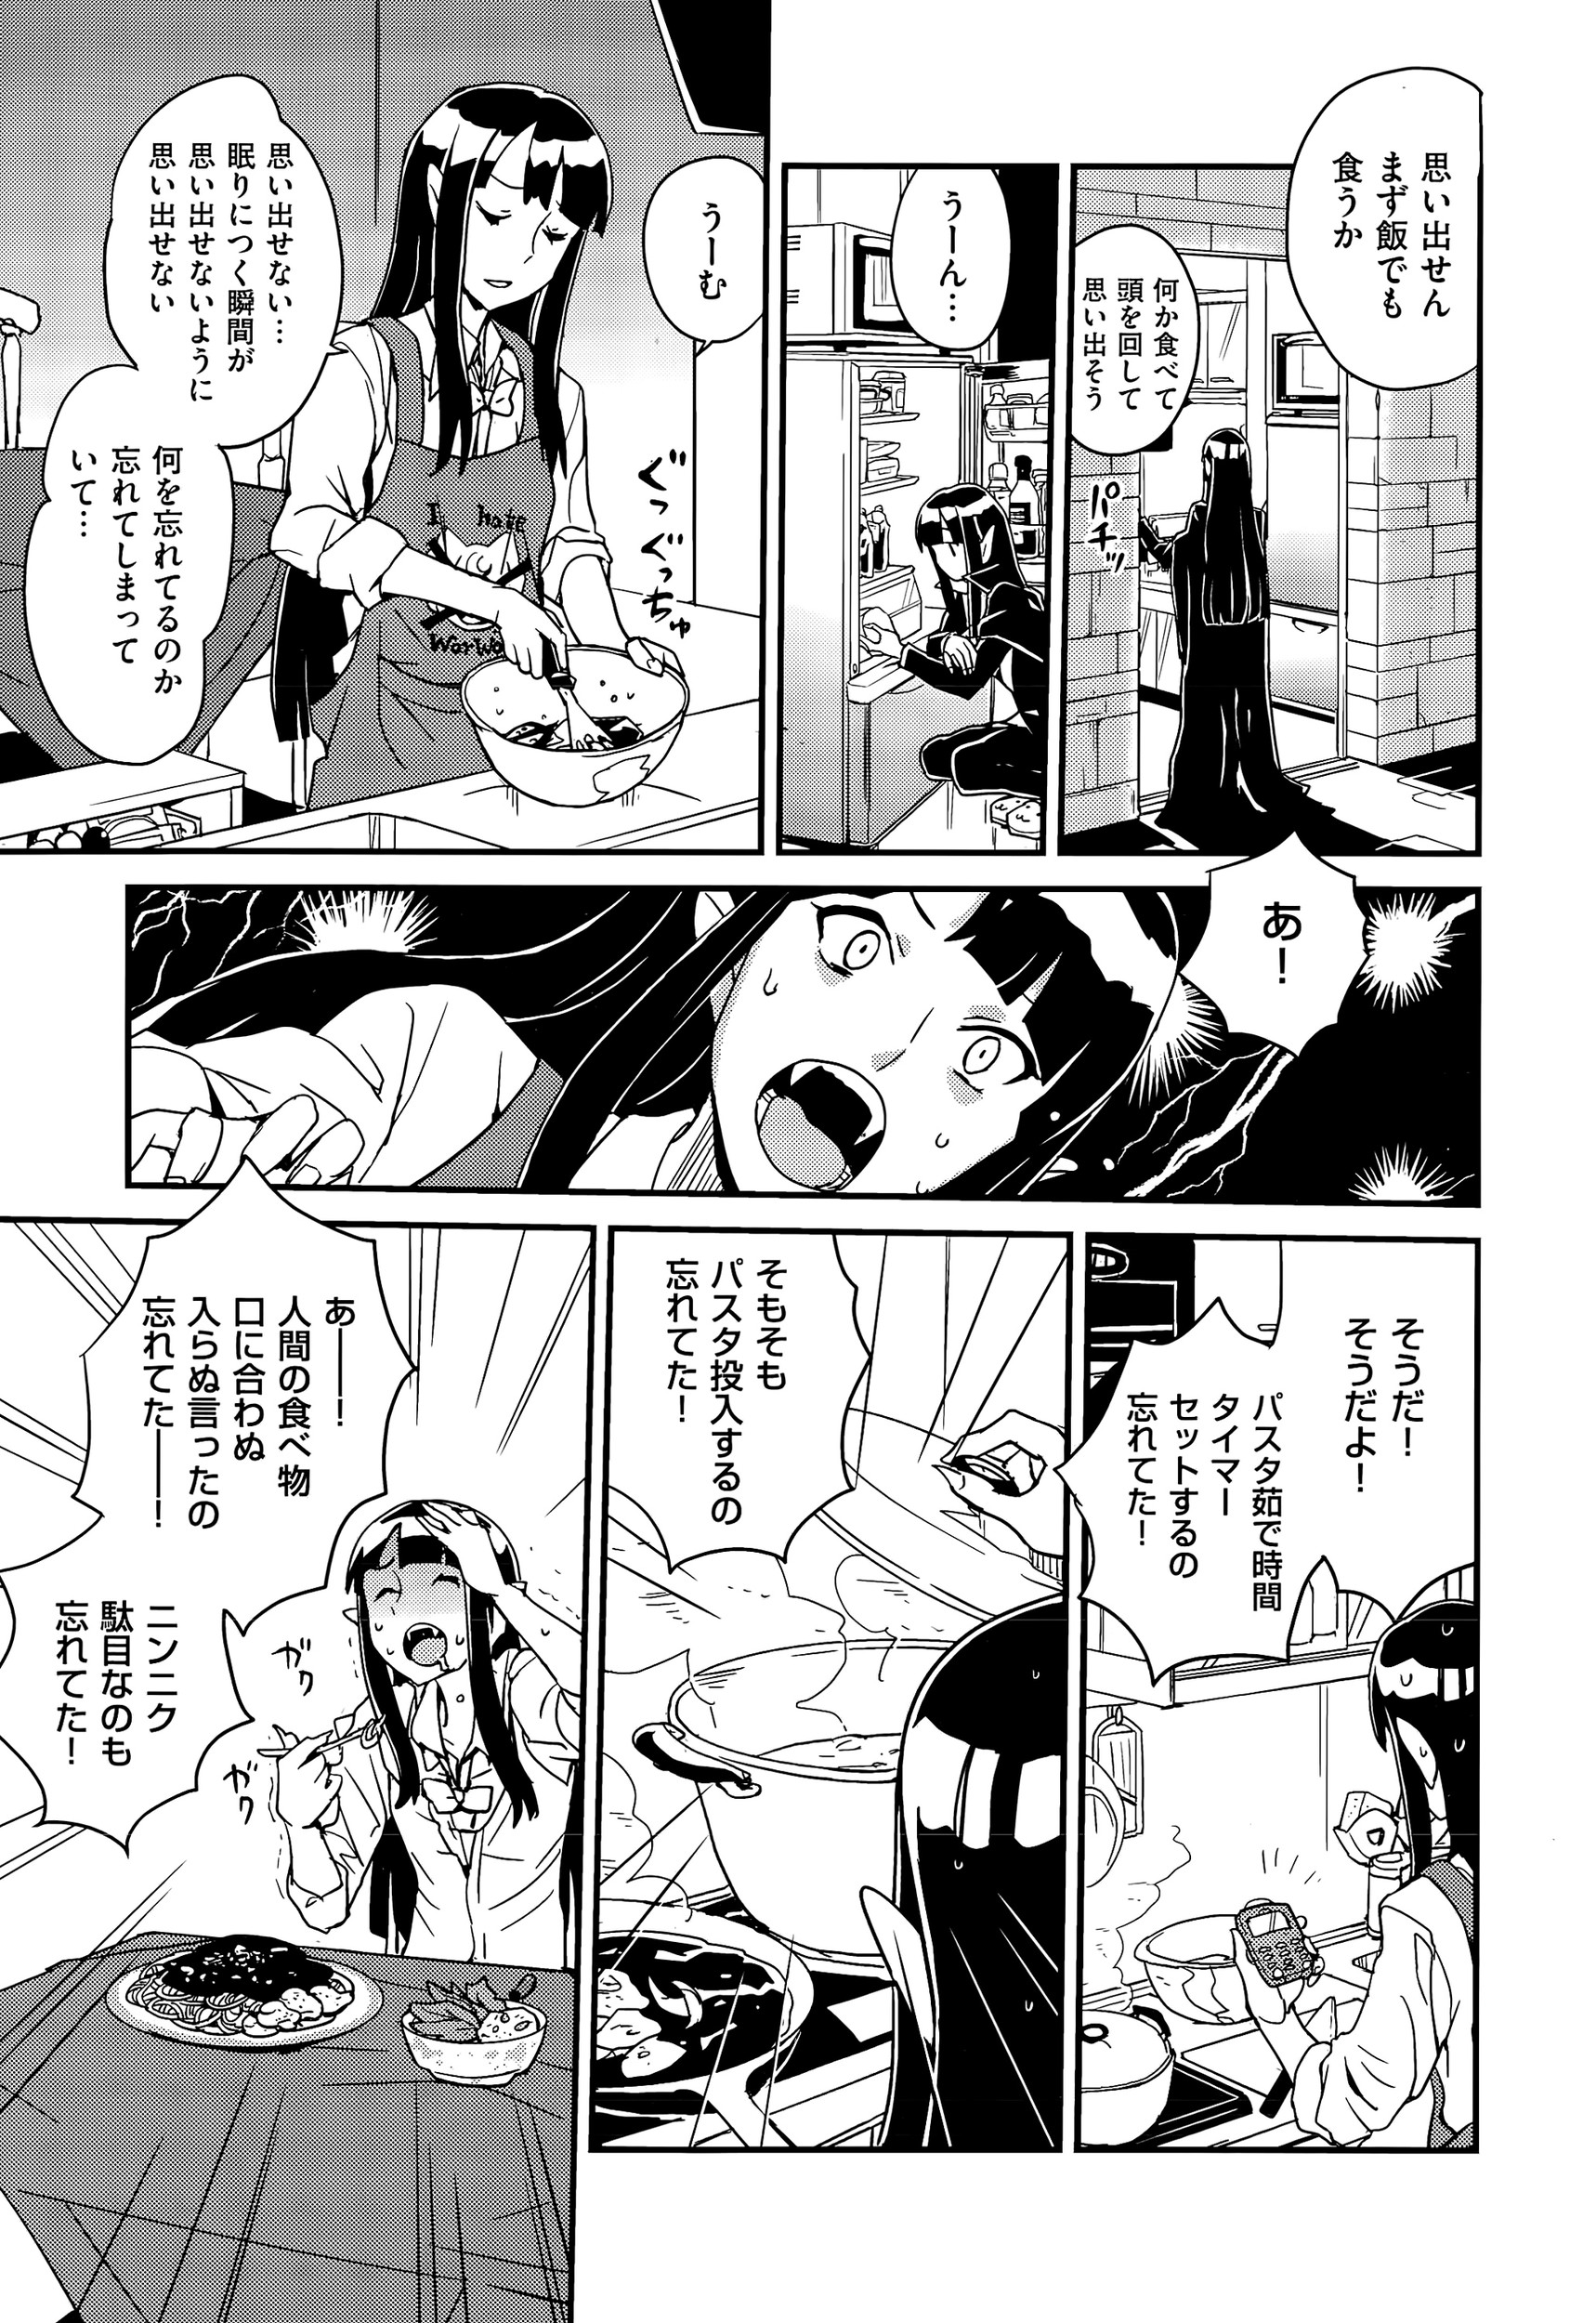 思い出せん
まず飯でも
食うか
何か食べて
頭を回して
思い出そう
パチッ
うーん…
うーむ
ぐっぐっちゅ
I hate
思い出せない…
眠りにつく瞬間が
思い出せないように
思い出せない
何を忘れてるのか
忘れてしまって
いて…
あ！
そうだ！
そうだよ！
パスタ茹で時間
タイマー
セットするの
忘れてた！
そもそも
パスタ投入するの
忘れてた！
あーー！
人間の食べ物
口に合わぬ
入らぬ言ったの
忘れてたーー！
ガク
ガク
ニンニク
駄目なのも
忘れてた！